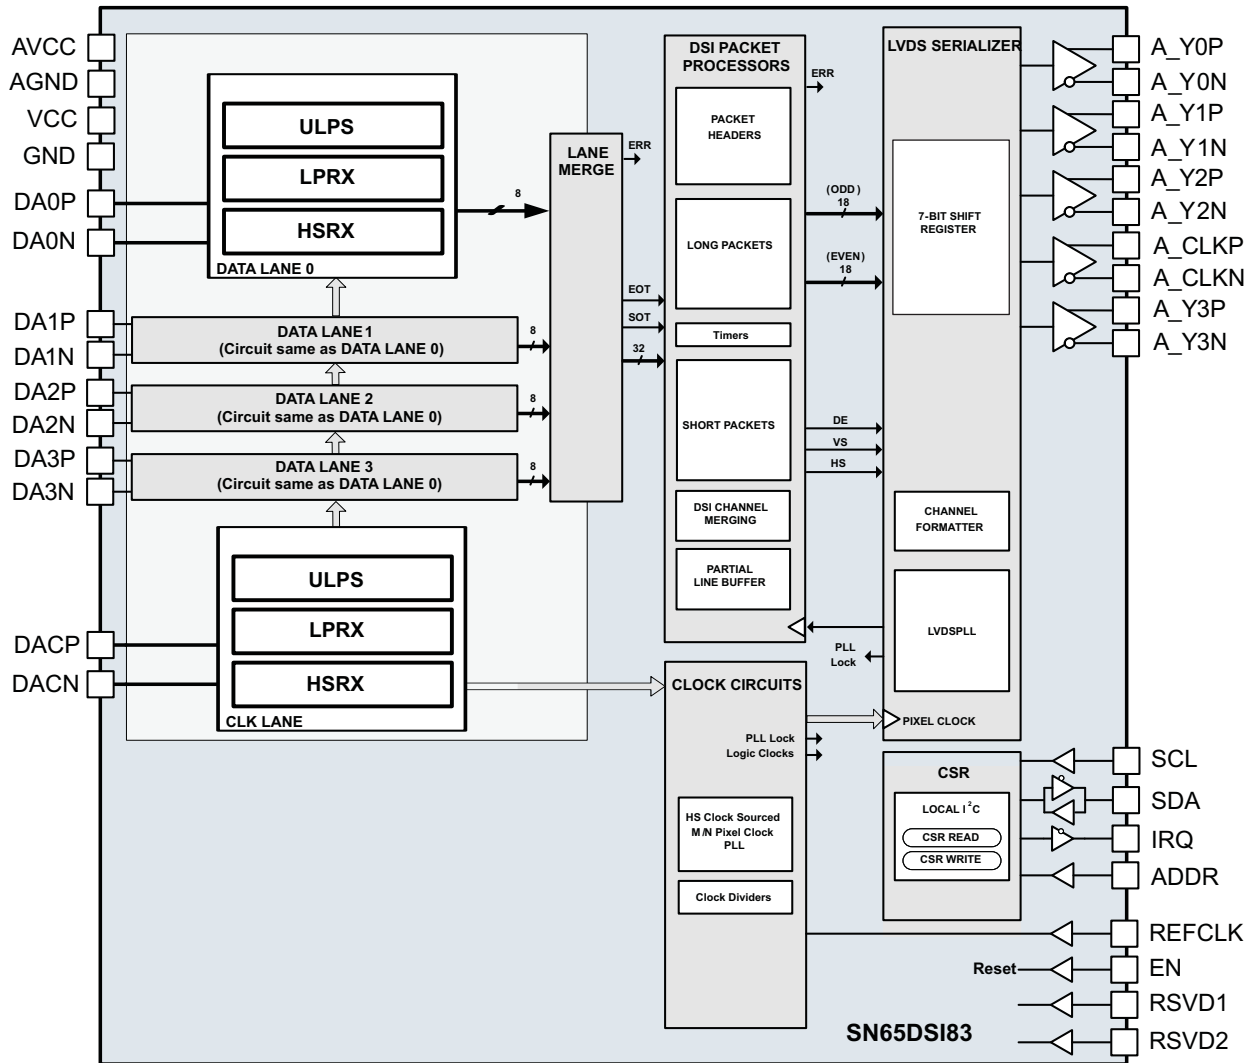 AVCC
AGND
VCC
GND
DA0P
DA0N
DA1P
DA1N
DA2P
DA2N
DA3P
DA3N
DACP
DACN
ULPS
LPRX
HSRX
DATA LANE 0
8
DATA LANE 1
(Circuit same as DATA LANE 0)
8
DATA LANE 2
(Circuit same as DATA LANE 0)
8
DATA LANE 3
(Circuit same as DATA LANE 0)
8
ULPS
LPRX
HSRX
CLK LANE
LANE
MERGE
ERR
EOT
SOT
32
DSI PACKET
PROCESSORS
PACKET
HEADERS
LONG PACKETS
Timers
SHORT PACKETS
DSI CHANNEL
MERGING
PARTIAL
LINE BUFFER
ERR
(ODD)
18
(EVEN)
18
DE
VS
HS
PLL
Lock
CLOCK CIRCUITS
PLL Lock
Logic Clocks
HS Clock Sourced
M/N Pixel Clock
PLL
Clock Dividers
LVDS SERIALIZER
7-BIT SHIFT
REGISTER
CHANNEL
FORMATTER
LVDSPLL
PIXEL CLOCK
CSR
LOCAL I2C
CSR READ
CSR WRITE
Reset
SN65DSI83
A_Y0P
A_Y0N
A_Y1P
A_Y1N
A_Y2P
A_Y2N
A_CLKP
A_CLKN
A_Y3P
A_Y3N
SCL
SDA
IRQ
ADDR
REFCLK
EN
RSVD1
RSVD2